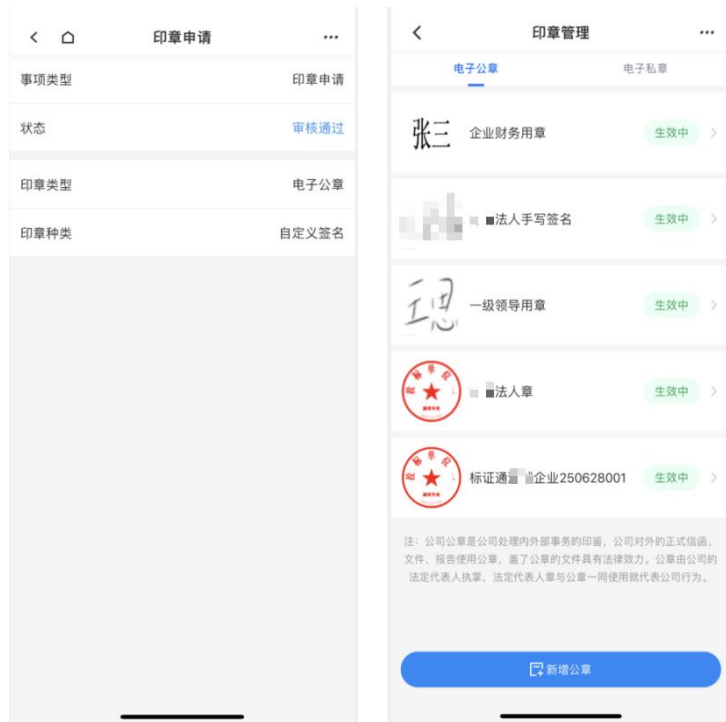 印章申请
事项类型 印章申请
状态 审核通过
印章类型 电子公章
印章种类 自定义签名
印章管理
电子公章 电子私章
张三 企业财务用章 生效中
法人手写签名 生效中
一级领导用章 生效中
法人章 生效中
标证通 企业250628001 生效中
注：公司公章是公司处理内外部事务的印鉴，公司对外的正式信函、
文件、报告使用公章，盖了公章的文件具有法律效力。公章由公司的
法定代表人执掌，法定代表人章与公章一同使用就代表公司行为。
新增公章